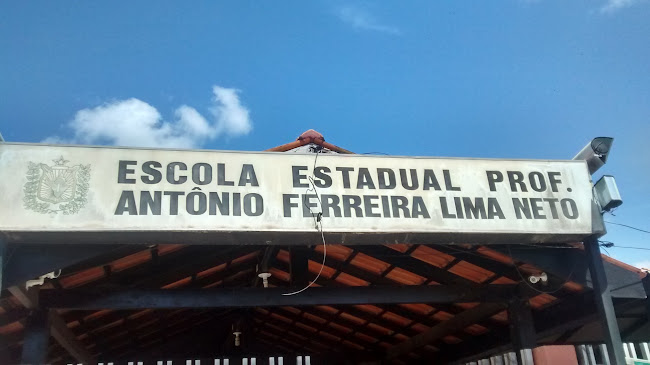 ESCOLA ESTADUAL PROF.
ANTÔNIO FERREIRA LIMA NETO